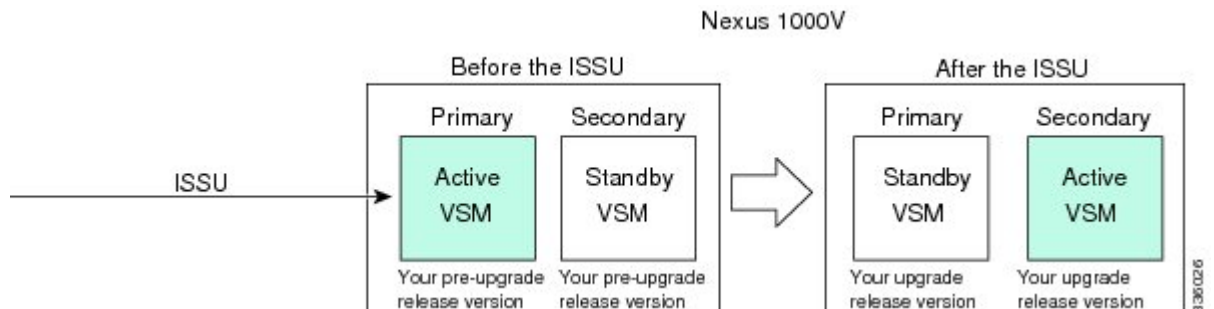 Nexus 1000V
Before the ISSU
After the ISSU
Primary
Secondary
Primary
Secondary
ISSU
Active
VSM
Standby
VSM
Standby
VSM
Active
VSM
Your pre-upgrade
release version
Your pre-upgrade
release version
Your upgrade
release version
Your upgrade
release version
336026